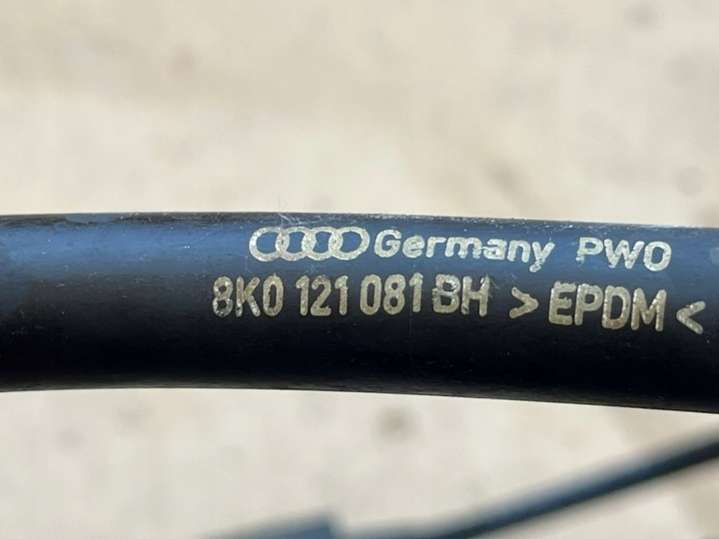 Germany PWO
8K0 121 081 BH >EPDM<